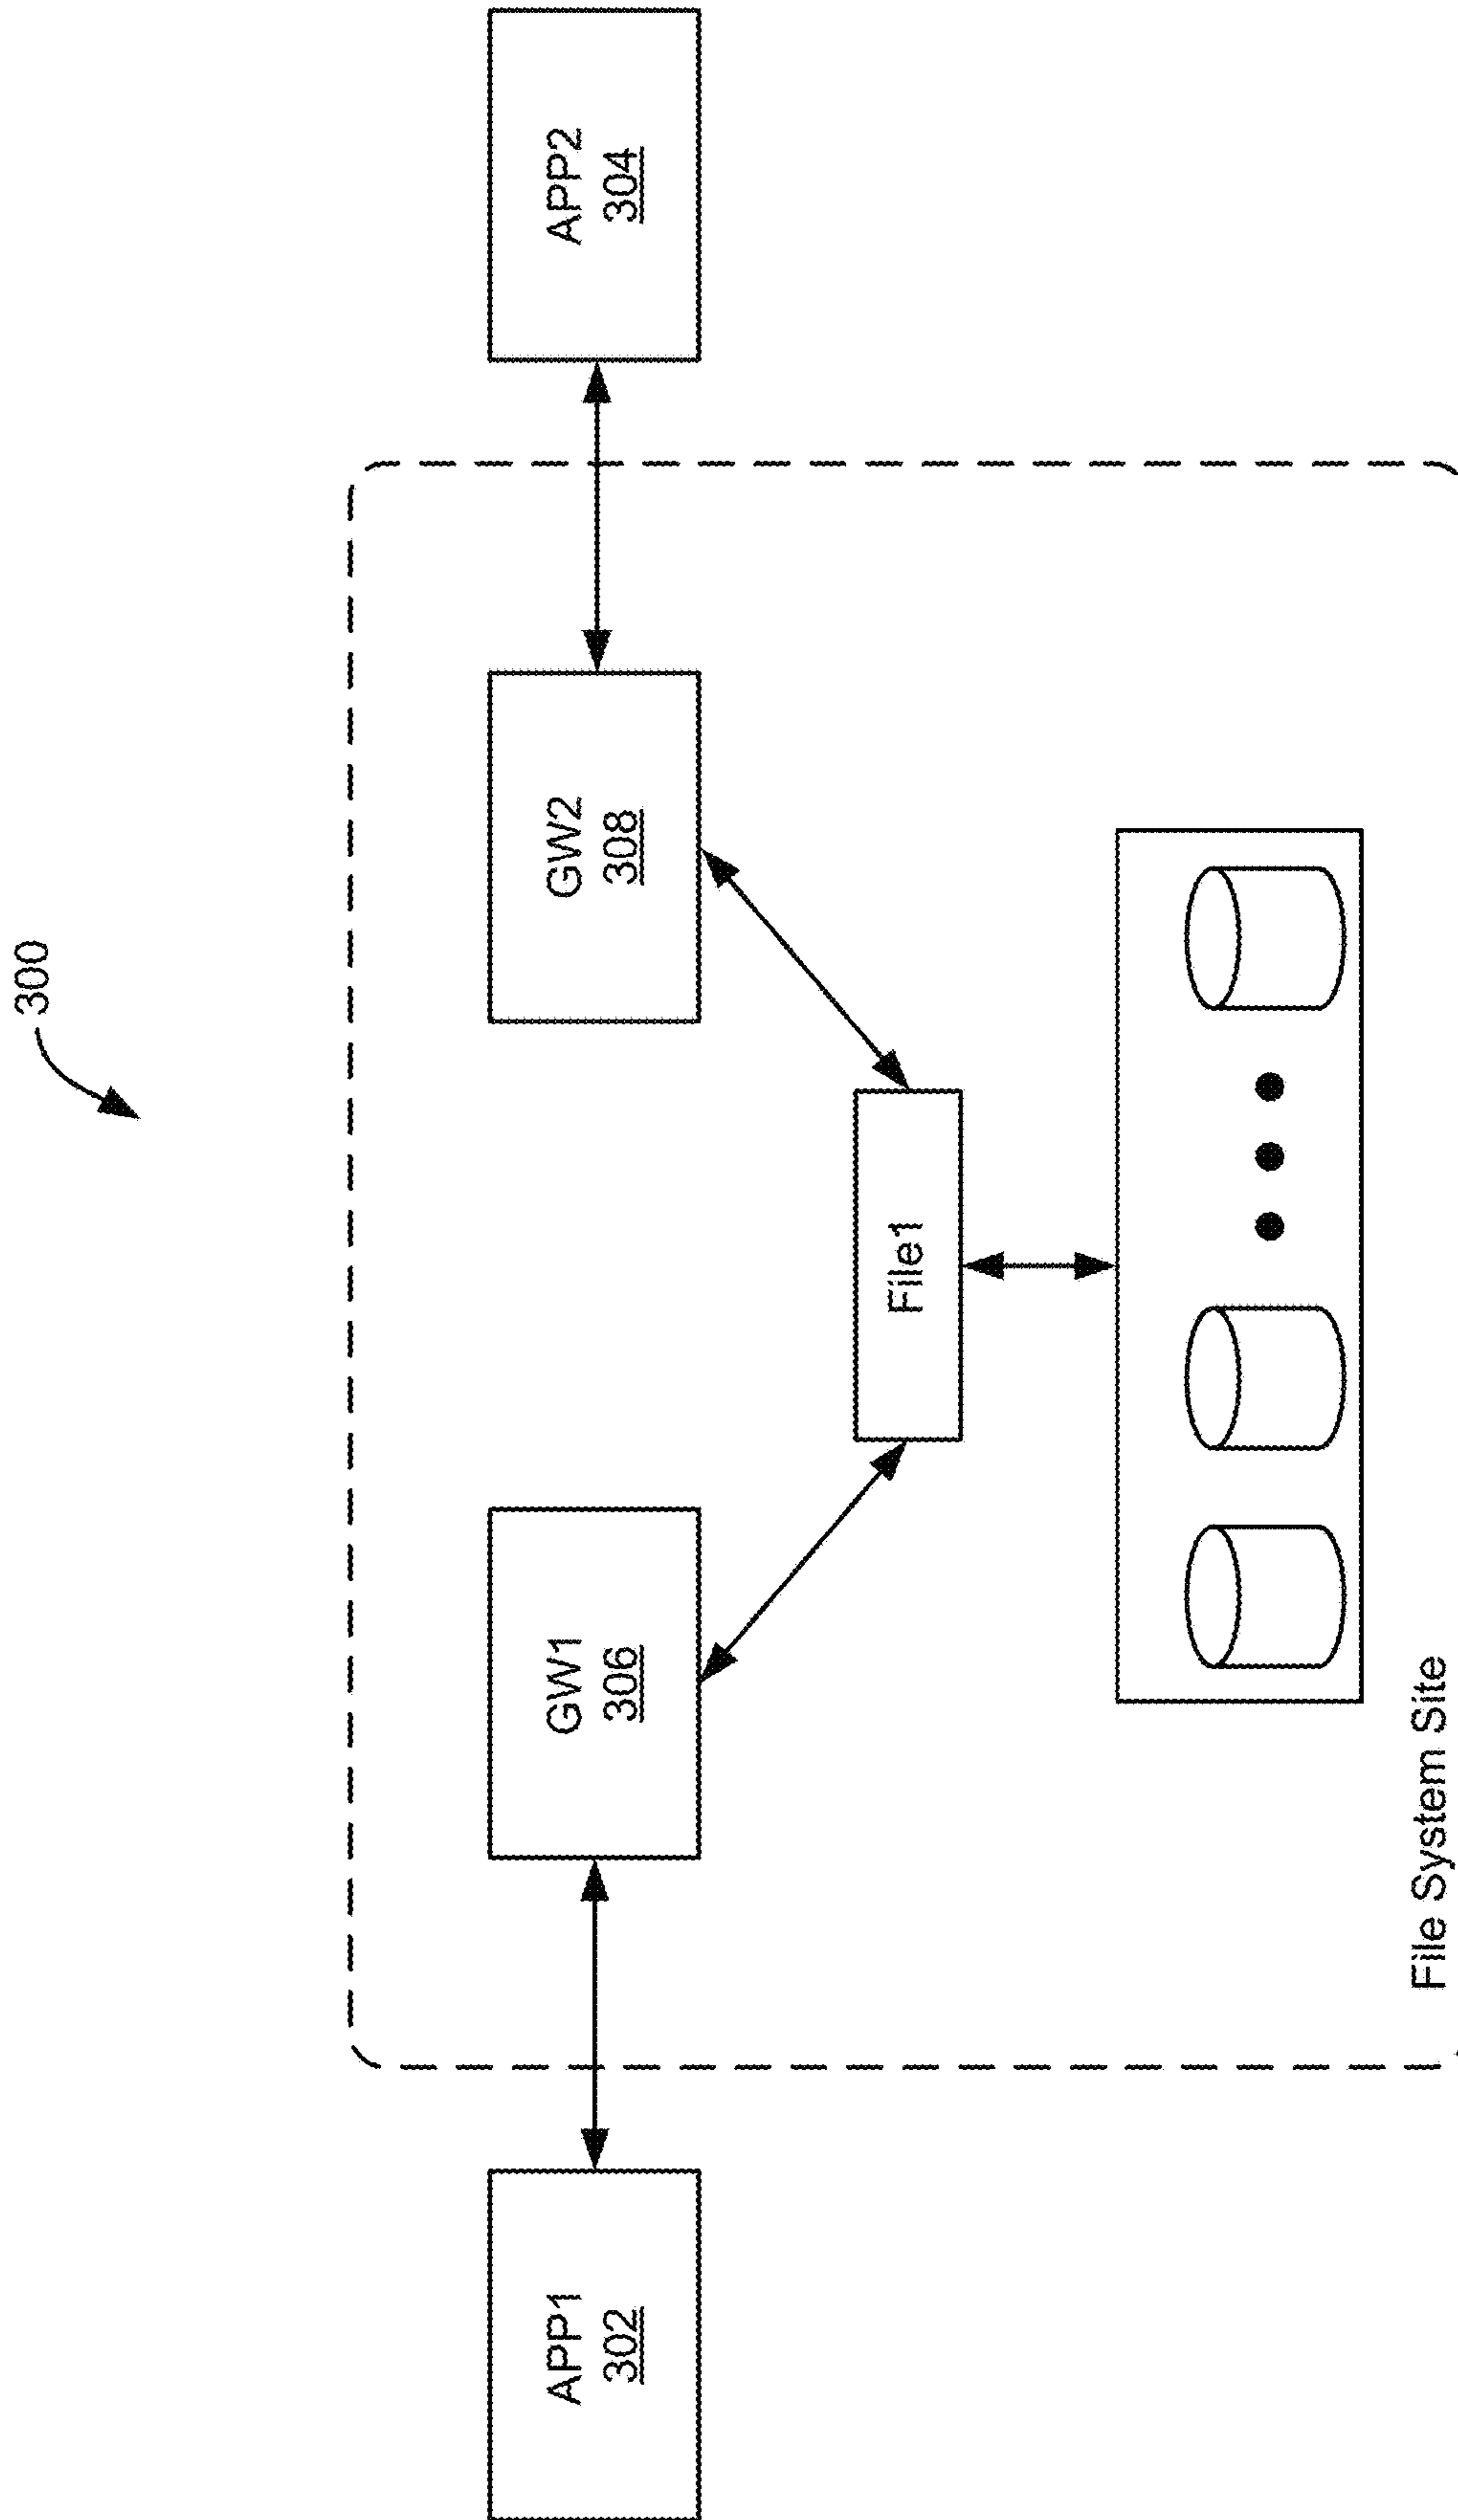 300
APP1
302
GW1
306
GW2
308
APP2
304
File1
File System Site